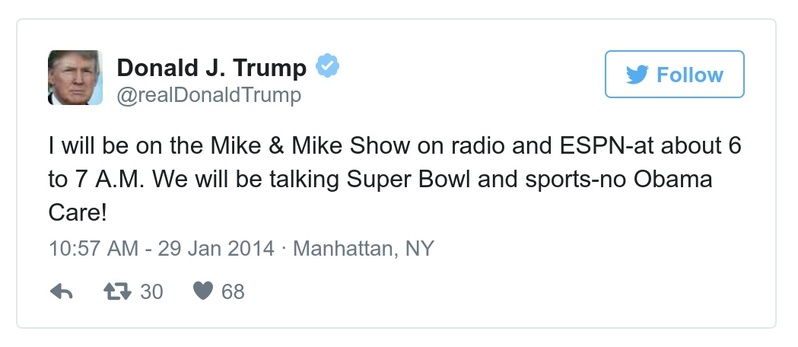 Donald J. Trump
@realDonaldTrump
Follow
I will be on the Mike & Mike Show on radio and ESPN-at about 6
to 7 A.M. We will be talking Super Bowl and sports-no Obama
Care!
10:57 AM - 29 Jan 2014 · Manhattan, NY
30 68